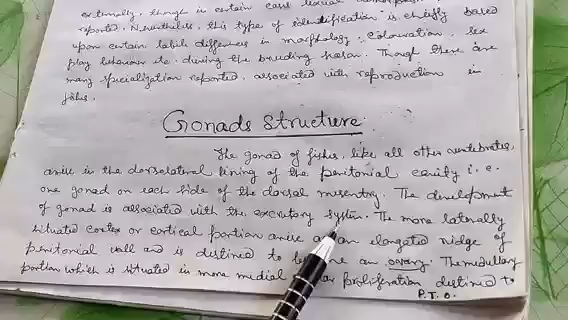 externally, though in certain cases sexual
reported. Nevertheless, this type of identification is chiefly based
upon certain labile differences in morphology, colouration, sex
play behaviour etc. during the breeding season. Though there are
many specialization reported, associated with reproduction in
fishes.
Gonads Structure
The gonad of fishes, like all other vertebrates,
arise in the dorsolateral lining of the peritonial cavity i.e.
one gonad on each side of the dorsal mesentry. The development
of gonad is associated with the excretory system. The more laterally
situated cortex or cortical portion arise an elongated ridge of
peritonial wall and is destined to an ovary. The medullary
portion which is situated in more medial proliferation destined to
P.T.O.